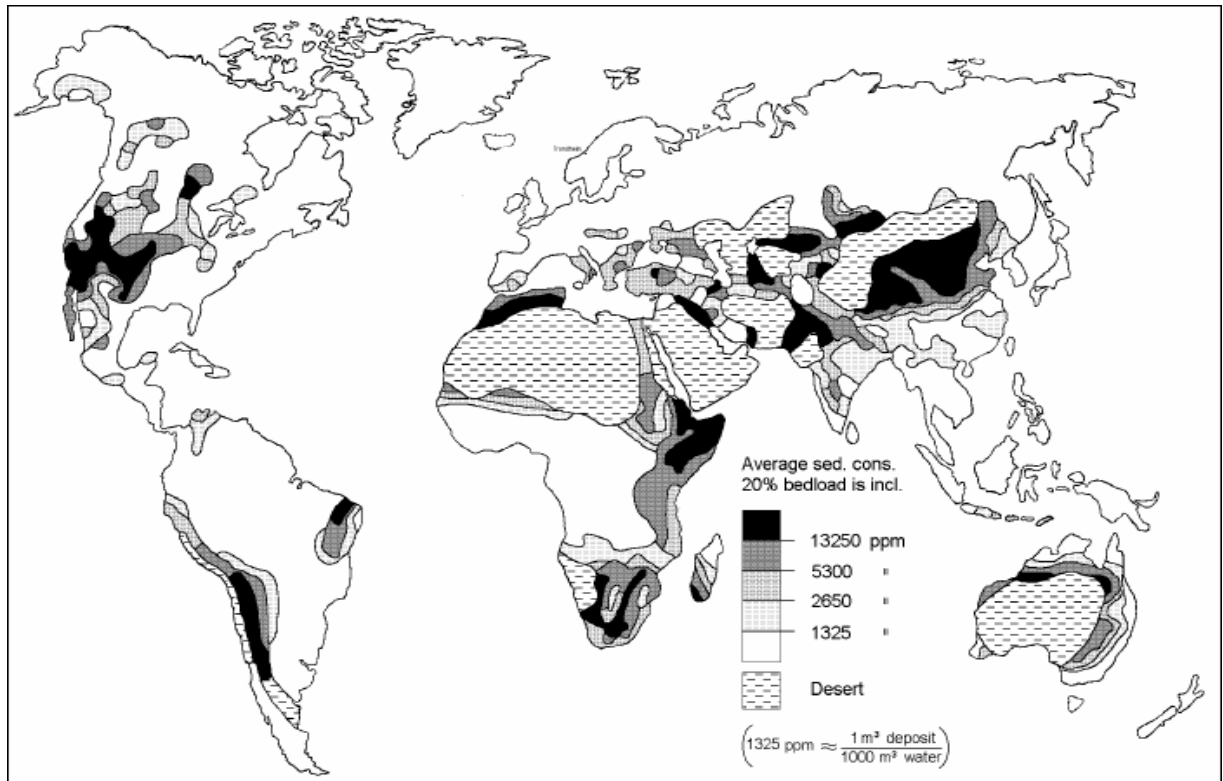 Trondheim
Average sed. cons.
20% bedload is incl.
13250 ppm
5300 "
2650 "
1325 "
Desert
(1325 ppm ≈ 1 m³ deposit / 1000 m³ water)